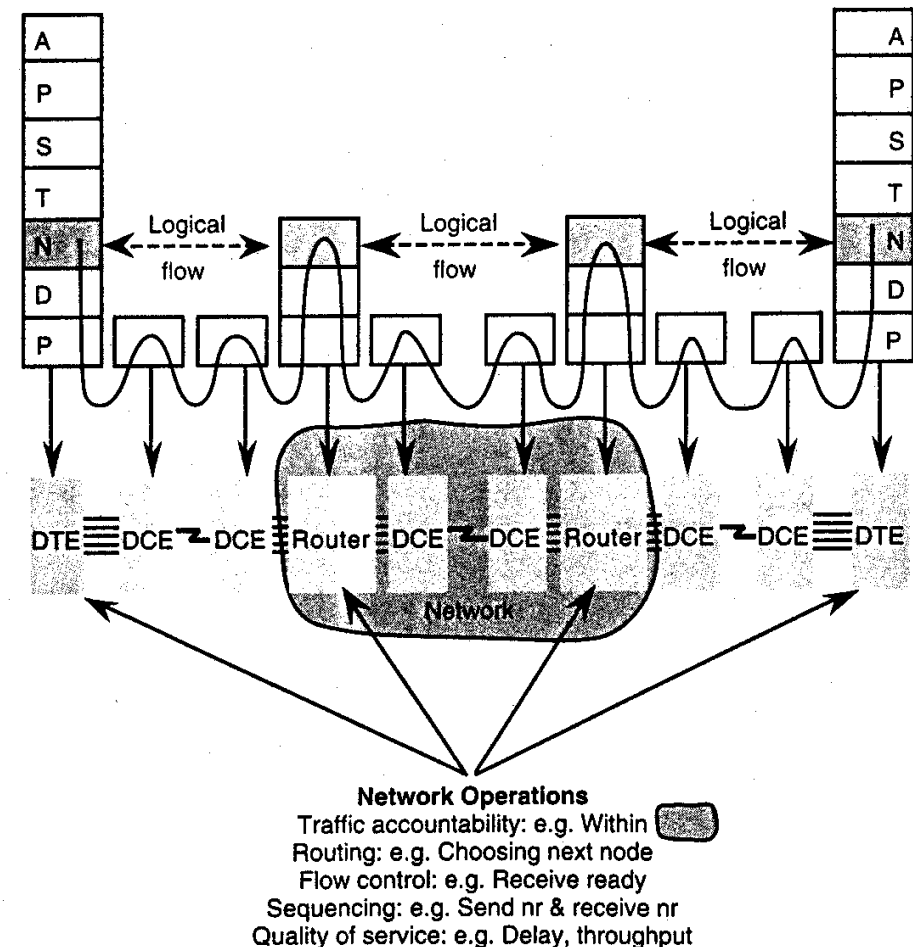 A A
P P
S S
T T
N Logical Logical Logical N
flow flow flow
D D
P P
DTE DCE DCE Router DCE DCE Router DCE DCE DTE
Network
Network Operations
Traffic accountability: e.g. Within
Routing: e.g. Choosing next node
Flow control: e.g. Receive ready
Sequencing: e.g. Send nr & receive nr
Quality of service: e.g. Delay, throughput